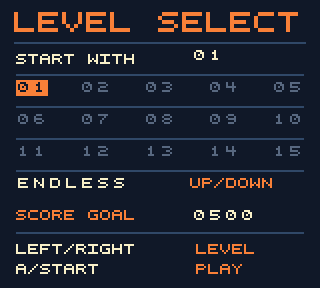 LEVEL SELECT
START WITH 01
01 02 03 04 05
06 07 08 09 10
11 12 13 14 15
ENDLESS UP/DOWN
SCORE GOAL 0500
LEFT/RIGHT LEVEL
A/START PLAY